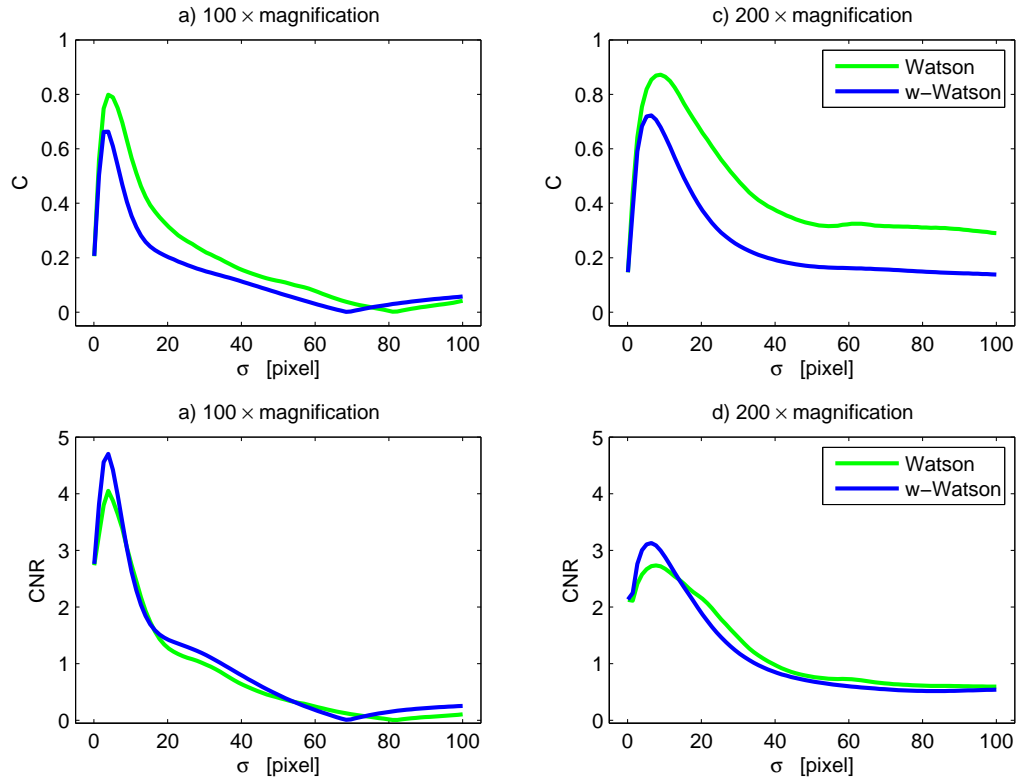 a) 100 × magnification
1
0.8
0.6
0.4
0.2
0
C
0 20 40 60 80 100
σ [pixel]
c) 200 × magnification
1
0.8
0.6
0.4
0.2
0
C
Watson
w−Watson
0 20 40 60 80 100
σ [pixel]
a) 100 × magnification
5
4
3
2
1
0
CNR
0 20 40 60 80 100
σ [pixel]
d) 200 × magnification
5
4
3
2
1
0
CNR
Watson
w−Watson
0 20 40 60 80 100
σ [pixel]